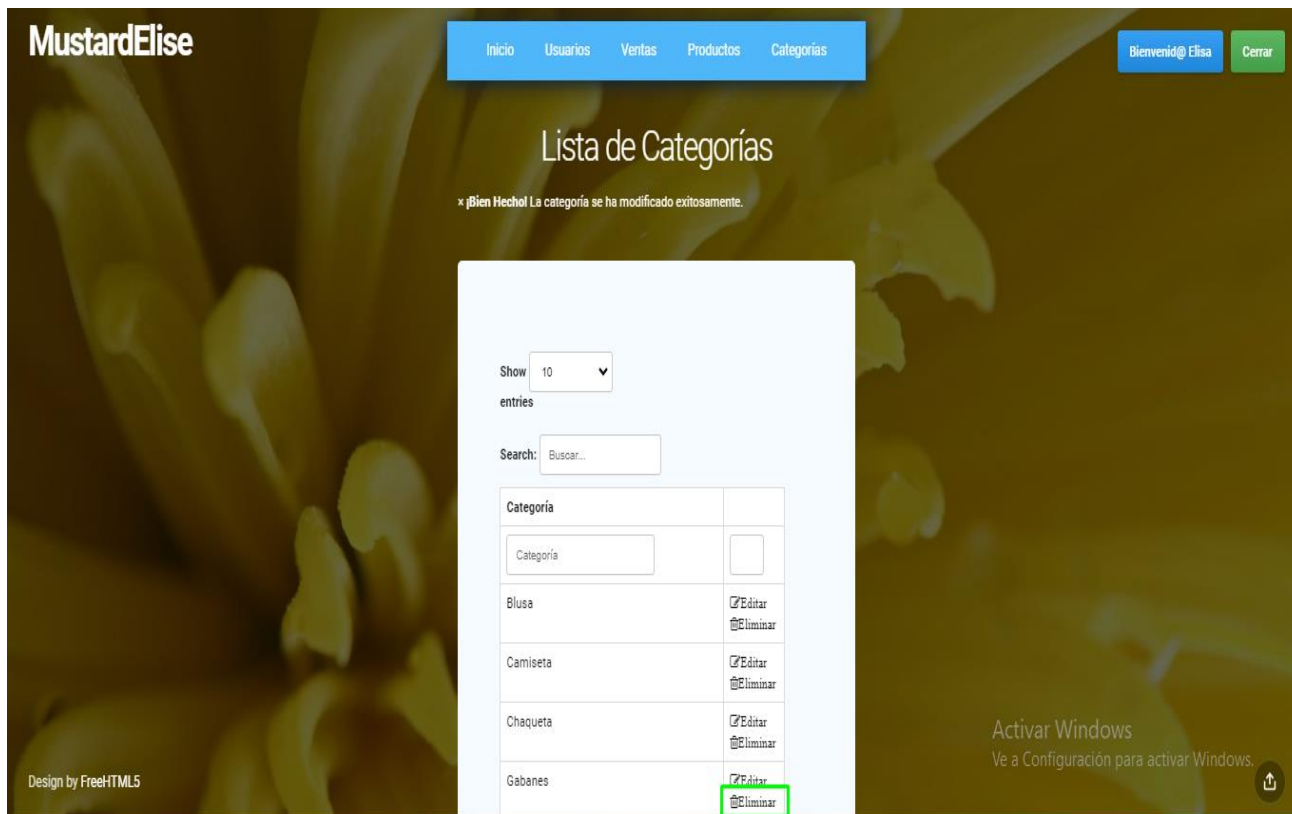 MustardElise
Inicio Usuarios Ventas Productos Categorías
Bienvenid@ Elisa
Cerrar
Lista de Categorías
× ¡Bien Hecho! La categoría se ha modificado exitosamente.
Show 10
entries
Search: Buscar...
Categoría
Categoría
Blusa
Editar
Eliminar
Camiseta
Editar
Eliminar
Chaqueta
Editar
Eliminar
Gabanes
Editar
Eliminar
Activar Windows
Ve a Configuración para activar Windows.
Design by FreeHTML5